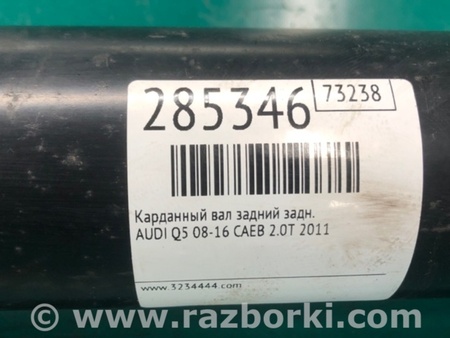 285346
73238
Карданный вал задний задн.
AUDI Q5 08-16 CAEB 2.0T 2011
www.3234444.com
© www.razborki.com